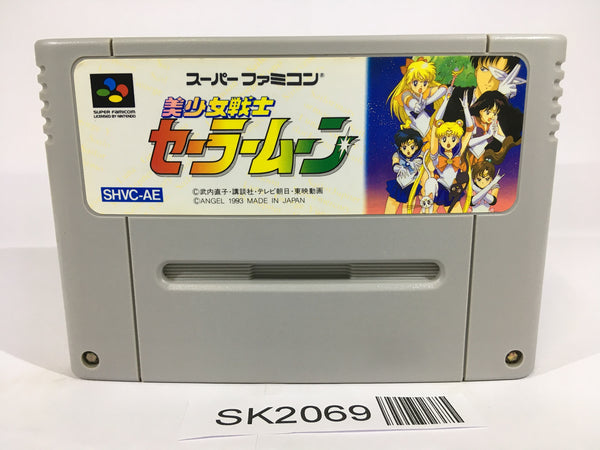 スーパーファミコン®
SUPER FAMICOM
LICENSED BY NINTENDO
美少女戦士
セーラームーン
SHVC-AE
©武内直子・講談社・テレビ朝日・東映動画
©ANGEL 1993 MADE IN JAPAN
SK2069